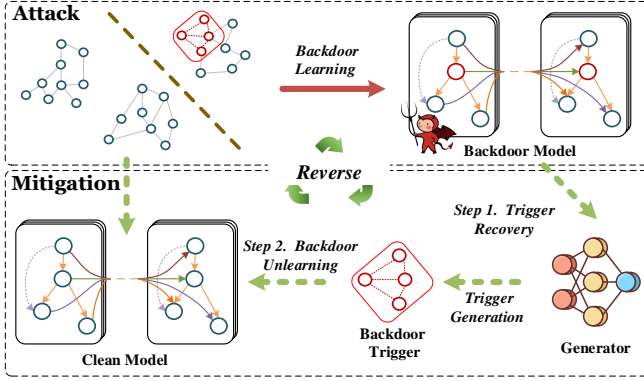 Attack
Backdoor
Learning
Backdoor Model
Reverse
Mitigation
Step 1. Trigger
Recovery
Step 2. Backdoor
Unlearning
Trigger
Generation
Backdoor
Trigger
Generator
Clean Model